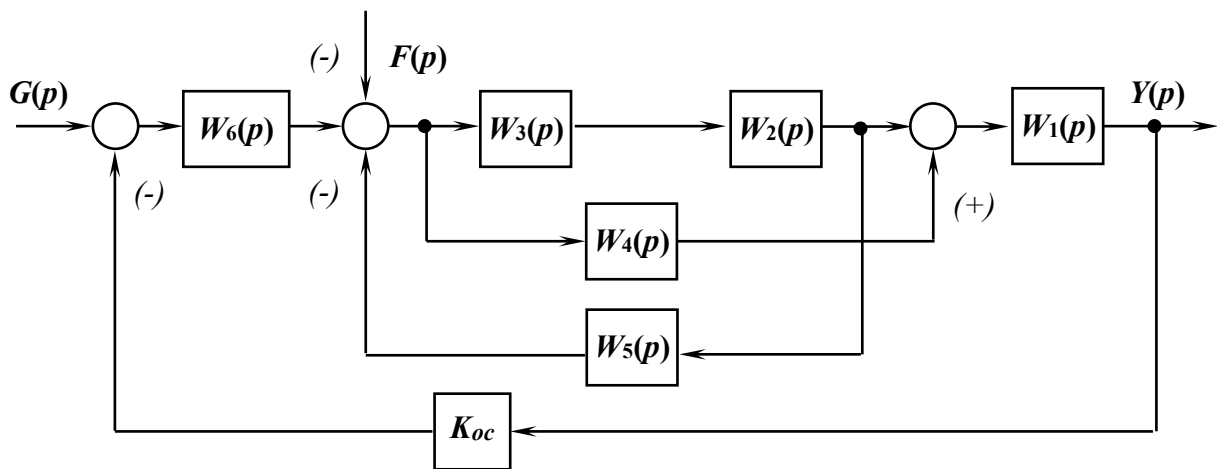 (-)
F(p)
G(p)
W6(p)
W3(p)
W2(p)
W1(p)
Y(p)
(-)
(-)
(+)
W4(p)
W5(p)
Koc